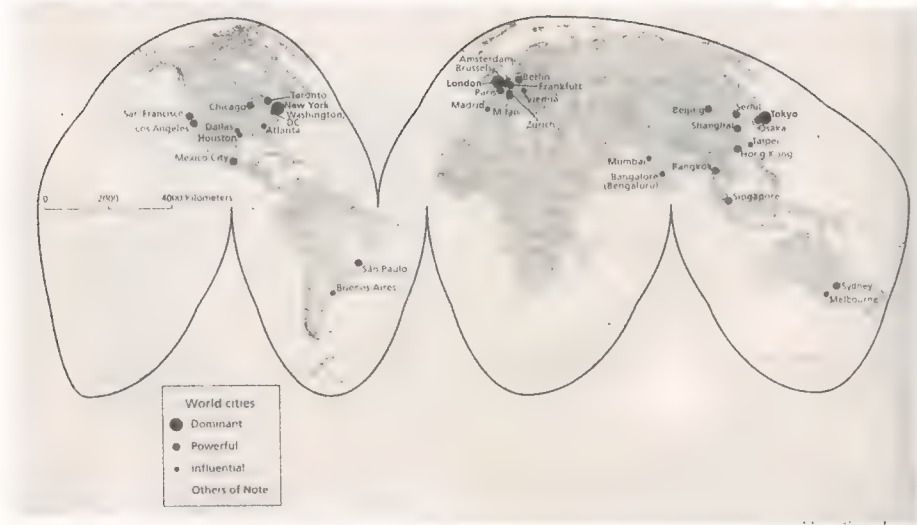 Amsterdam
Brussels
Berlin
London
Frankfurt
Paris
Vienna
Madrid
Milan
Zurich
Toronto
Chicago
New York
Washington,
DC
San Francisco
Los Angeles
Dallas
Houston
Atlanta
Mexico City
Beijing
Seoul
Tokyo
Shanghai
Osaka
Taipei
Hong Kong
Mumbai
Bangkok
Bangalore
(Bengaluru)
Singapore
0 2000 4000 Kilometers
São Paulo
Buenos Aires
Sydney
Melbourne
World cities
Dominant
Powerful
Influential
Others of Note